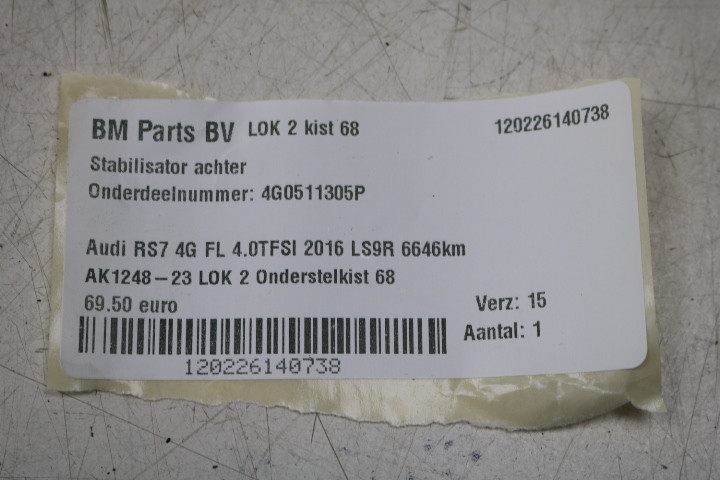 BM Parts BV LOK 2 kist 68 120226140738
Stabilisator achter
Onderdeelnummer: 4G0511305P
Audi RS7 4G FL 4.0TFSI 2016 LS9R 6646km
AK1248-23 LOK 2 Onderstelkist 68
69.50 euro Verz: 15
Aantal: 1
120226140738